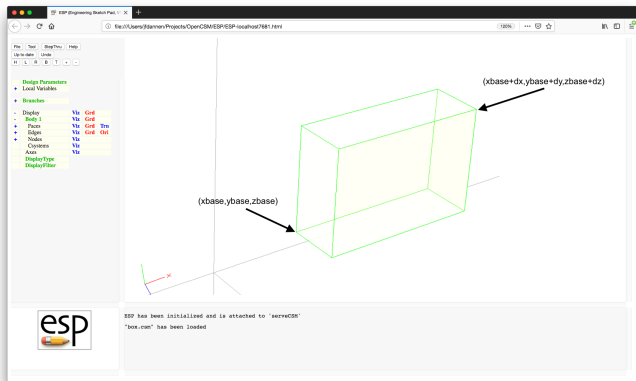 ESP [Engineering Sketch Pad, V
file:///Users/jfdannen/Projects/OpenCSM/ESP/ESP-localhost7681.html
120%
File Tool StepThru Help
Up to date Undo
H L R B T + -
Design Parameters
+ Local Variables
+ Branches
- Display Viz Grd
- Body 1 Viz Grd
+ Faces Viz Grd Trn
+ Edges Viz Grd Ori
+ Nodes Viz
Csystems Viz
Axes Viz
DisplayType
DisplayFilter
(xbase+dx,ybase+dy,zbase+dz)
(xbase,ybase,zbase)
X
esp
ESP has been initialized and is attached to 'serveCSM'
"box.csm" has been loaded